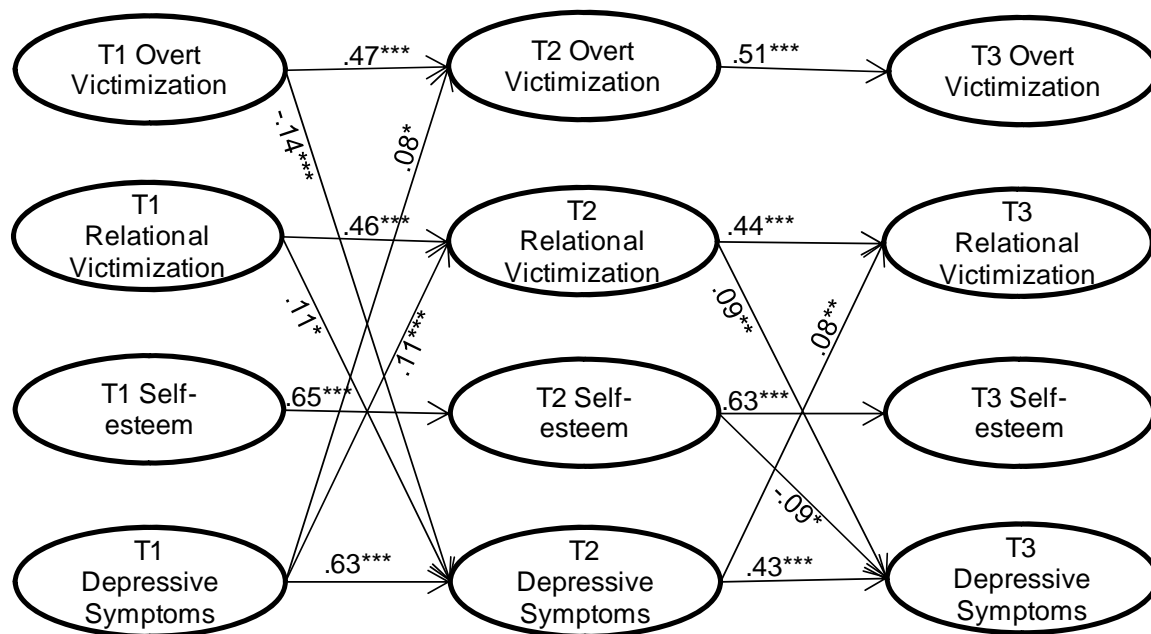 T1 Overt
Victimization
.47***
T2 Overt
Victimization
.51***
T3 Overt
Victimization
-.14***
.08*
T1
Relational
Victimization
.46***
T2
Relational
Victimization
.44***
T3
Relational
Victimization
.11*
.11***
.09**
.08**
T1 Self-
esteem
.65***
T2 Self-
esteem
.63***
T3 Self-
esteem
-.09*
T1
Depressive
Symptoms
.63***
T2
Depressive
Symptoms
.43***
T3
Depressive
Symptoms